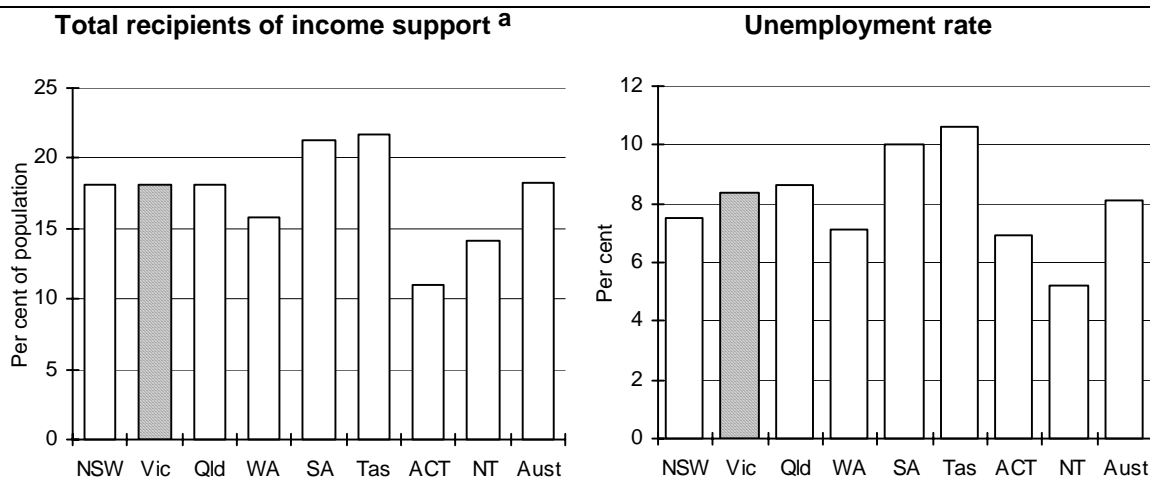 Total recipients of income support a
Per cent of population
25
20
15
10
5
0
NSW Vic Qld WA SA Tas ACT NT Aust
Unemployment rate
Per cent
12
10
8
6
4
2
0
NSW Vic Qld WA SA Tas ACT NT Aust